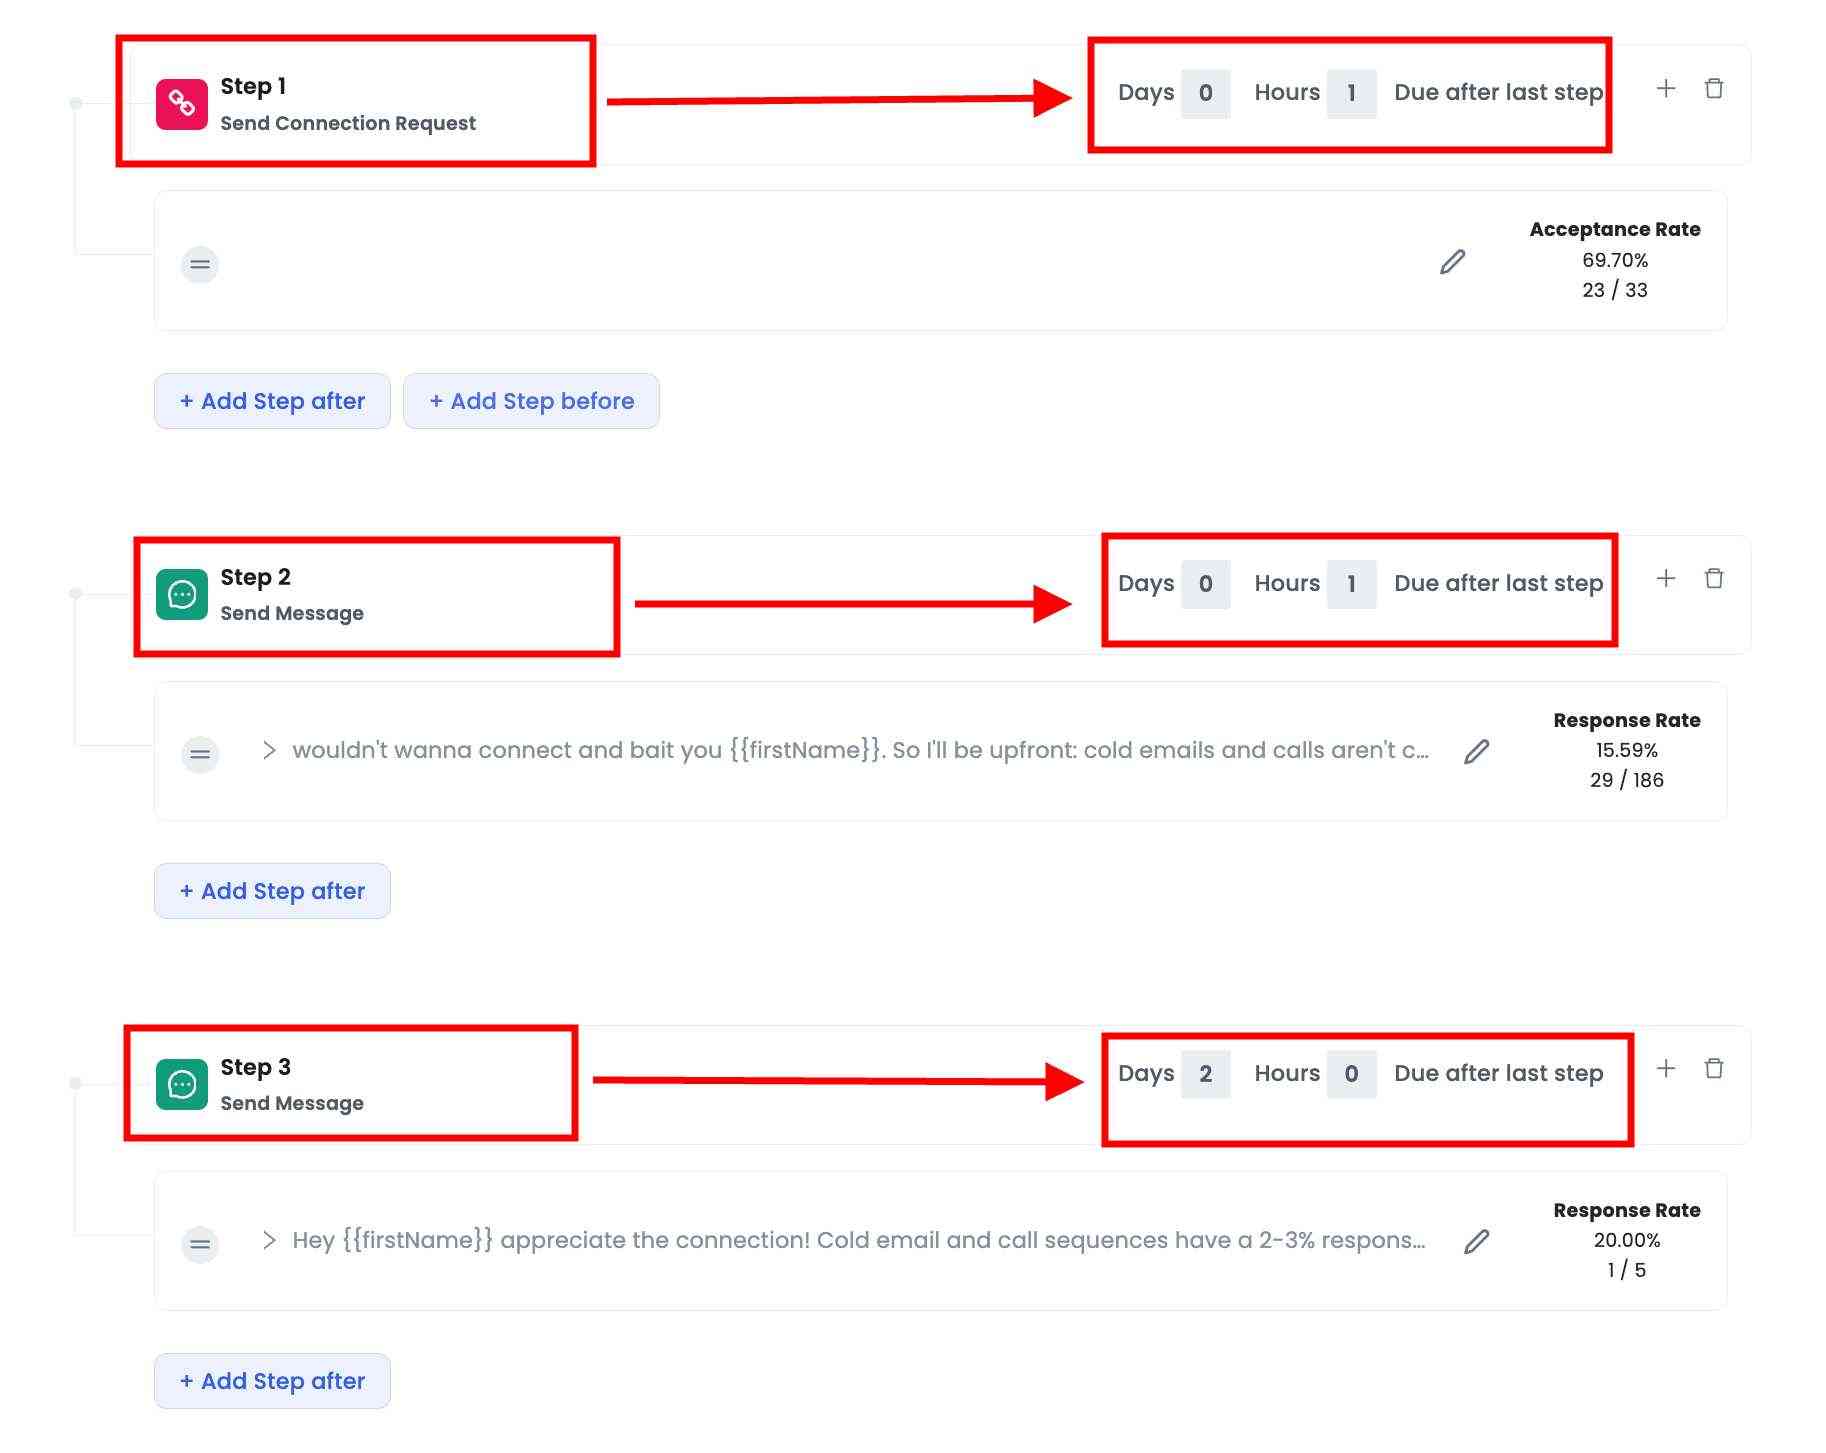 Step 1
Send Connection Request
Days 0 Hours 1 Due after last step
Acceptance Rate
69.70%
23 / 33
+ Add Step after
+ Add Step before
Step 2
Send Message
Days 0 Hours 1 Due after last step
> wouldn't wanna connect and bait you {{firstName}}. So I'll be upfront: cold emails and calls aren't c...
Response Rate
15.59%
29 / 186
+ Add Step after
Step 3
Send Message
Days 2 Hours 0 Due after last step
> Hey {{firstName}} appreciate the connection! Cold email and call sequences have a 2-3% respons...
Response Rate
20.00%
1 / 5
+ Add Step after